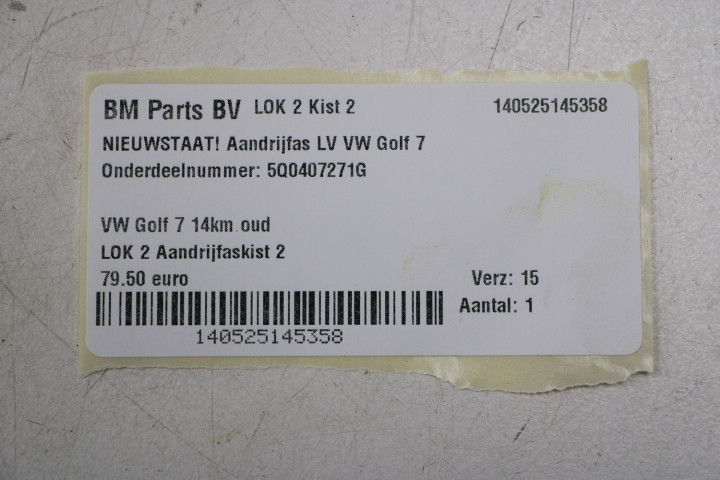 BM Parts BV LOK 2 Kist 2 140525145358
NIEUWSTAAT! Aandrijfas LV VW Golf 7
Onderdeelnummer: 5Q0407271G
VW Golf 7 14km oud
LOK 2 Aandrijfaskist 2
79.50 euro Verz: 15
Aantal: 1
140525145358